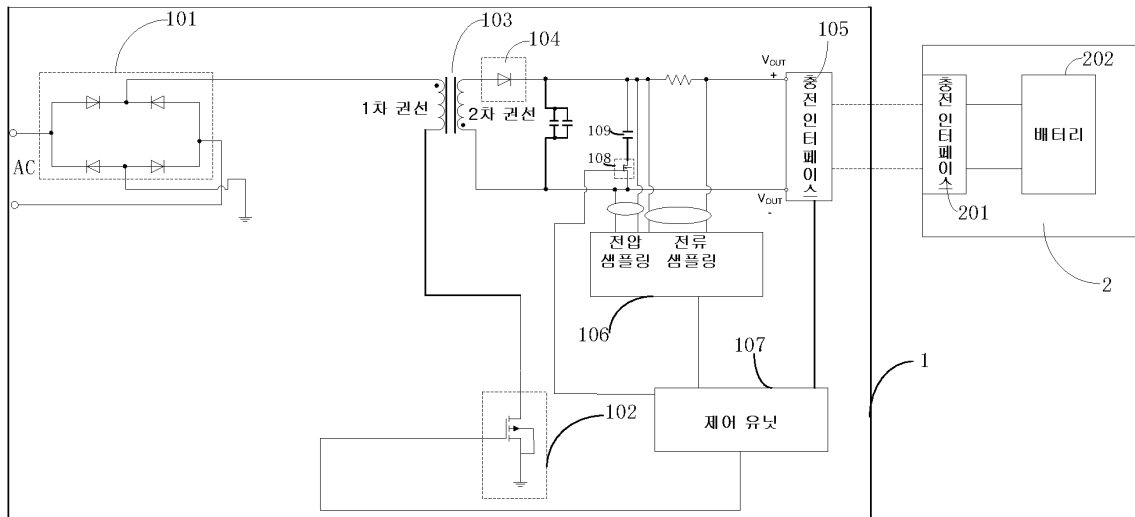 101
103
104
105
202
V_OUT
+
1차 권선
2차 권선
충전 인터페이스
충전 인터페이스
배터리
109
108
AC
201
V_OUT
-
전압
샘플링
전류
샘플링
2
106
107
1
102
제어 유닛